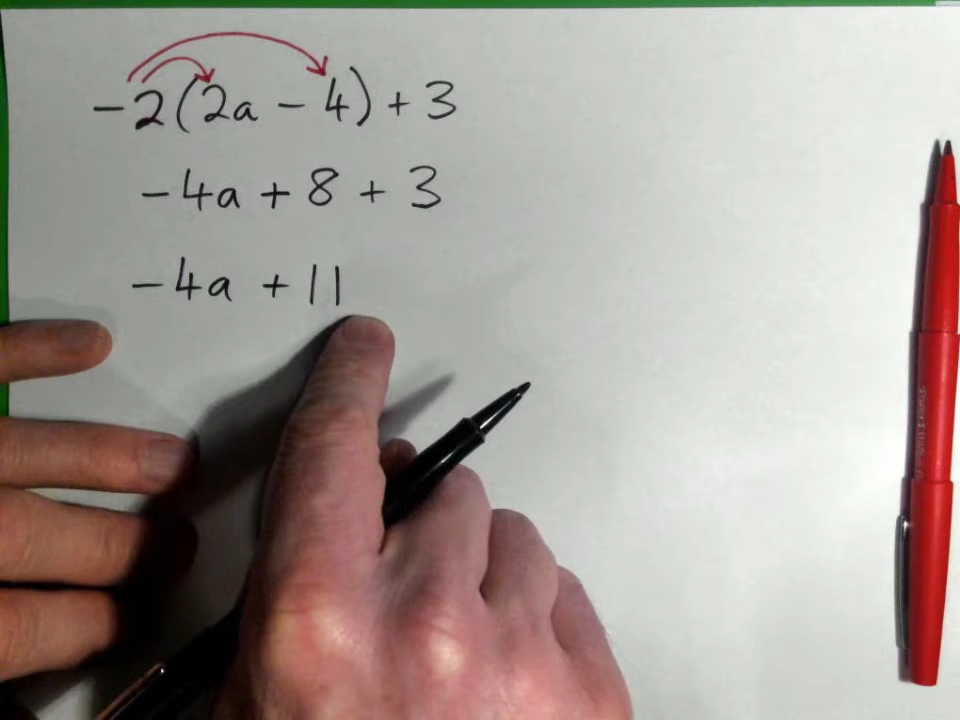 -2(2a - 4) + 3
-4a + 8 + 3
-4a + 11